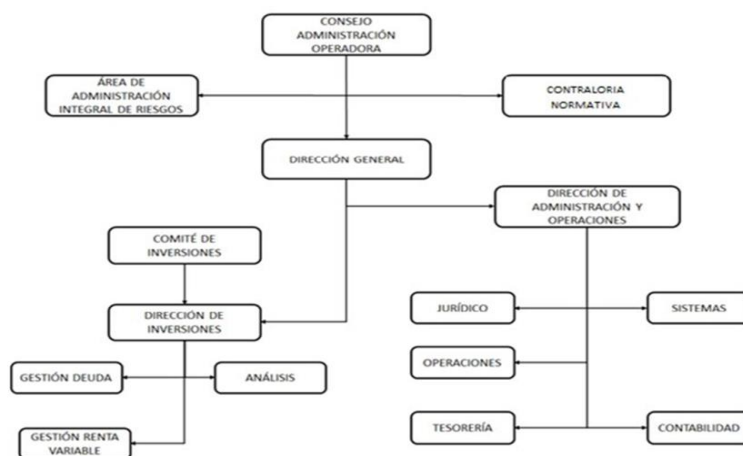 CONSEJO
ADMINISTRACIÓN
OPERADORA
ÁREA DE
ADMINISTRACIÓN
INTEGRAL DE RIESGOS
CONTRALORIA
NORMATIVA
DIRECCIÓN GENERAL
DIRECCIÓN DE
ADMINISTRACIÓN Y
OPERACIONES
COMITÉ DE
INVERSIONES
DIRECCIÓN DE
INVERSIONES
JURÍDICO
SISTEMAS
GESTIÓN DEUDA
ANÁLISIS
OPERACIONES
GESTIÓN RENTA
VARIABLE
TESORERÍA
CONTABILIDAD